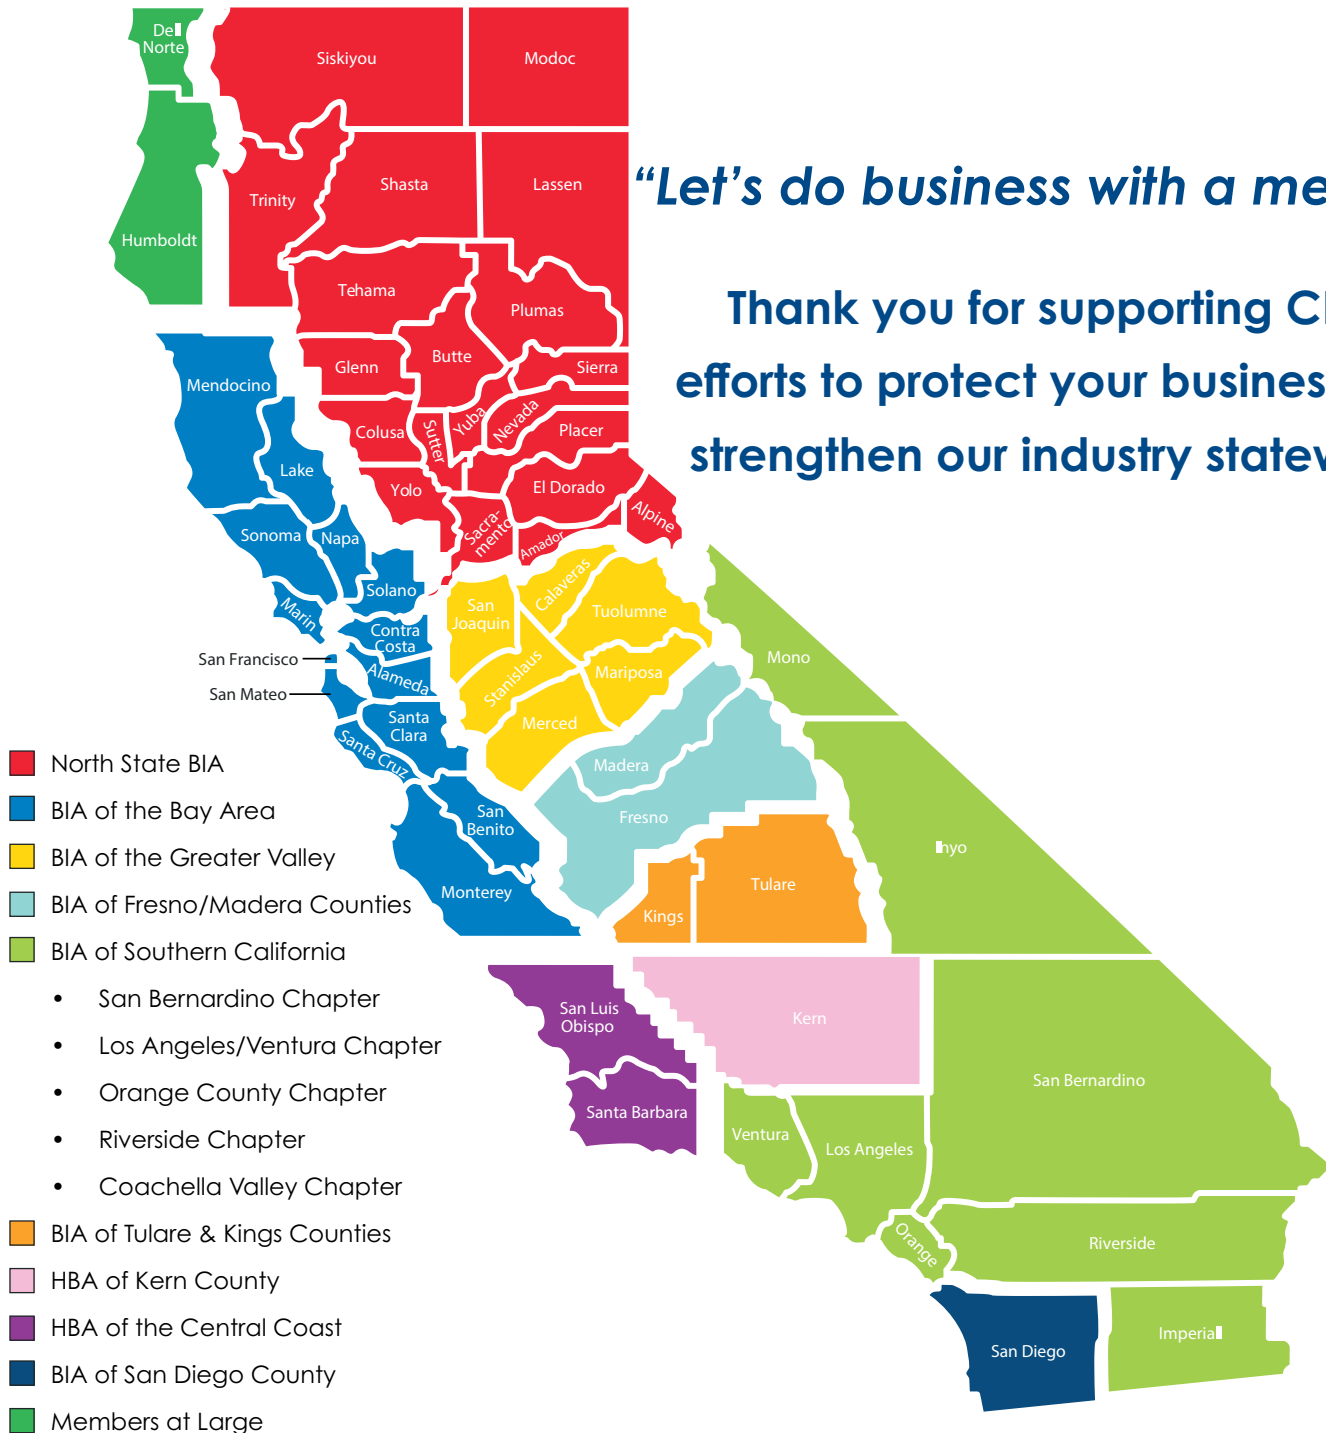 Del
Norte
Siskiyou
Modoc
Trinity
Shasta
Lassen
Humboldt
“Let’s do business with a me
Thank you for supporting C
efforts to protect your busines
strengthen our industry state
Tehama
Plumas
Butte
Glenn
Sierra
Mendocino
Colusa
Sutter
Yuba
Nevada
Placer
Lake
Yolo
El Dorado
Sacra-
mento
Amador
Alpine
Sonoma
Napa
Solano
Marin
San
Joaquin
Calaveras
Tuolumne
Contra
Costa
San Francisco
Alameda
Stanislaus
Mariposa
Mono
San Mateo
Santa
Clara
Santa Cruz
Merced
Madera
Fresno
San
Benito
Monterey
Inyo
Tulare
Kings
North State BIA
BIA of the Bay Area
BIA of the Greater Valley
BIA of Fresno/Madera Counties
BIA of Southern California
• San Bernardino Chapter
• Los Angeles/Ventura Chapter
• Orange County Chapter
• Riverside Chapter
• Coachella Valley Chapter
BIA of Tulare & Kings Counties
HBA of Kern County
HBA of the Central Coast
BIA of San Diego County
Members at Large
San Luis
Obispo
Kern
Santa Barbara
Ventura
Los Angeles
San Bernardino
Orange
Riverside
San Diego
Imperial